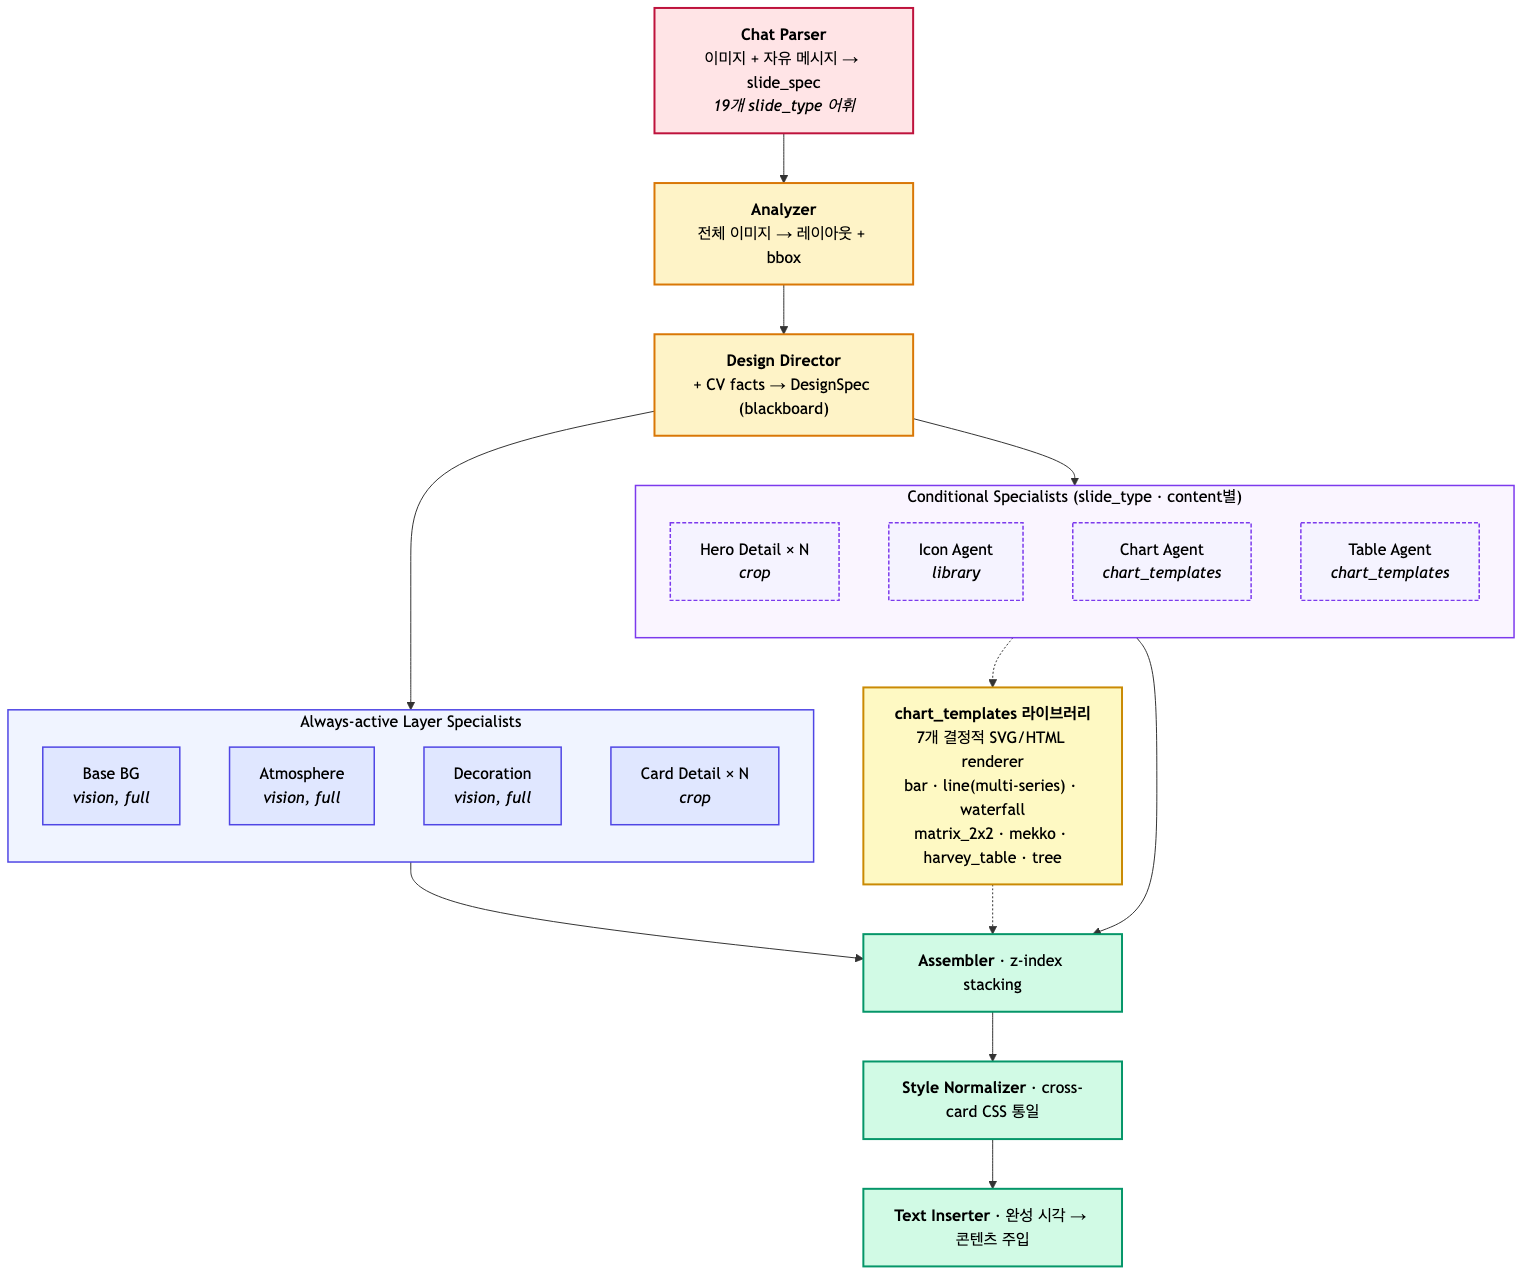 Chat Parser
이미지 + 자유 메시지 →
slide_spec
19개 slide_type 어휘
Analyzer
전체 이미지 → 레이아웃 +
bbox
Design Director
+ CV facts → DesignSpec
(blackboard)
Conditional Specialists (slide_type · content별)
Hero Detail × N
crop
Icon Agent
library
Chart Agent
chart_templates
Table Agent
chart_templates
Always-active Layer Specialists
Base BG
vision, full
Atmosphere
vision, full
Decoration
vision, full
Card Detail × N
crop
chart_templates 라이브러리
7개 결정적 SVG/HTML
renderer
bar · line(multi-series) ·
waterfall
matrix_2x2 · mekko ·
harvey_table · tree
Assembler · z-index
stacking
Style Normalizer · cross-
card CSS 통일
Text Inserter · 완성 시각 →
콘텐츠 주입